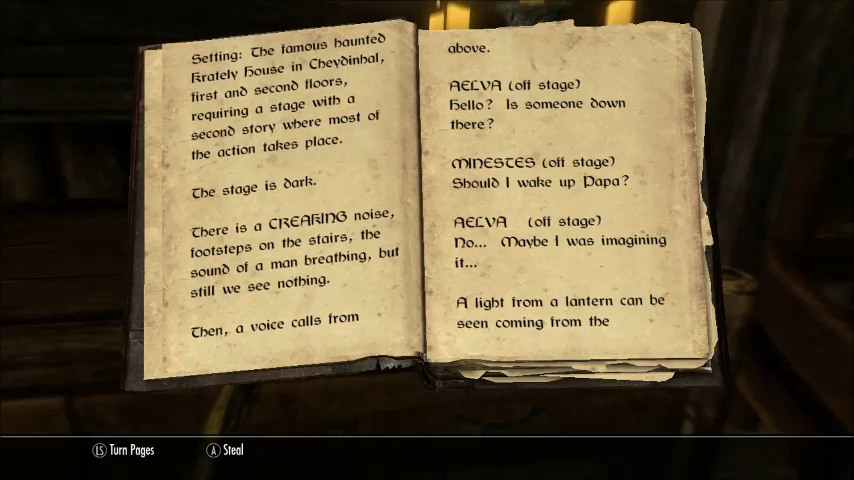 Setting: The famous haunted
Krately House in Cheydinhal,
first and second floors,
requiring a stage with a
second story where most of
the action takes place.
The stage is dark.
There is a CREAKING noise,
footsteps on the stairs, the
sound of a man breathing, but
still we see nothing.
Then, a voice calls from
above.
AELVA (off stage)
Hello? Is someone down
there?
MINESTES (off stage)
Should I wake up Papa?
AELVA (off stage)
No... Maybe I was imagining
it...
A light from a lantern can be
seen coming from the
LS Turn Pages
A Steal